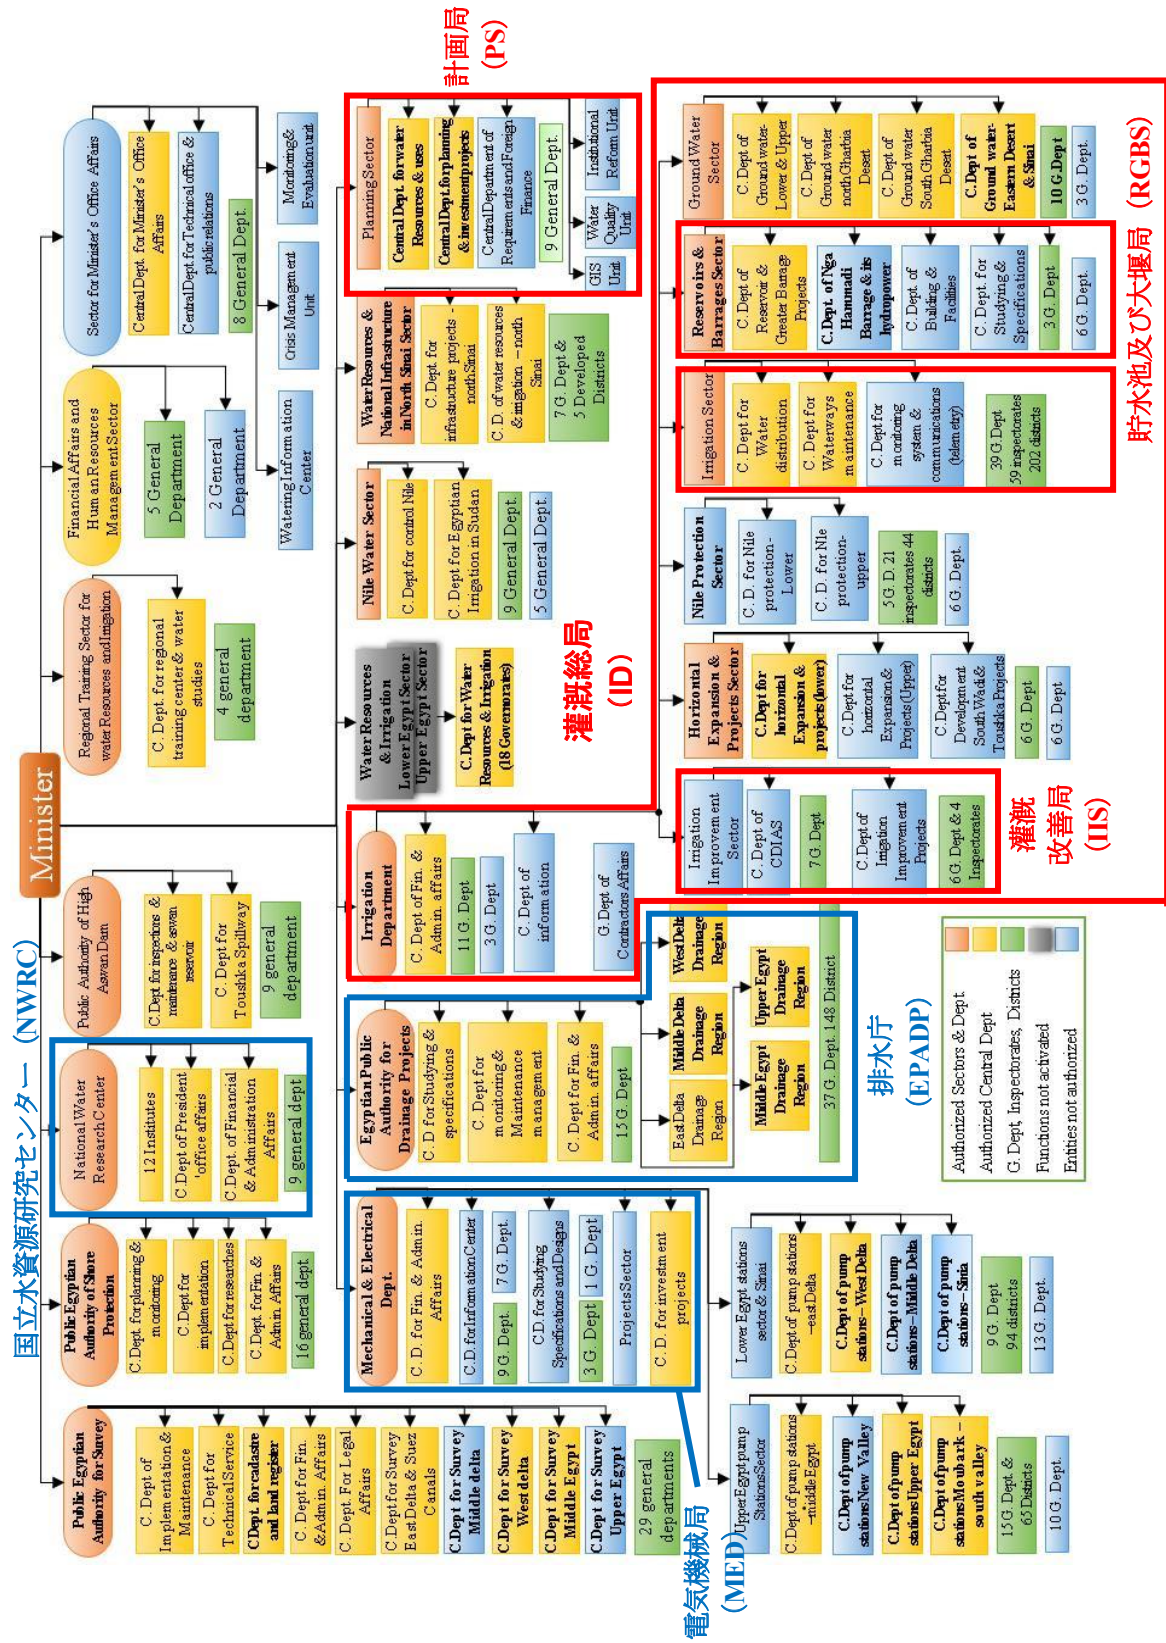 Minister
国立水資源研究センター (NWRC)
Public Egyptian
Authority for Survey
C. Dept of
Implementation &
Maintenance
C. Dept for
Technical Service
C.Dept. for cadastre
and land register
C. Dept for Fin.
& Admin. Affairs
C. Dept. For Legal
Affairs
C.Dept for Survey
East Delta & Suez
Canals
C.Dept for Survey
Middle delta
C.Dept for Survey
West delta
C.Dept for Survey
Middle Egypt
C.Dept for Survey
Upper Egypt
29 general
departments
Public Egyptian
Authority of Shore
Protection
C.Dept. for planning &
monitoring
C.Dept for
implementation
C.Dept for researches
C.Dept for Fin. &
Admin. Affairs
16 general dept
National Water
Research Center
12 Institutes
C.Dept of President
'office affairs
C.Dept. of Financial
& Administration
Affairs
9 general dept
Public Authority of High
Aswan Dam
C.Dept for inspections &
maintenance & aswan
reservoir
C. Dept for
Toushka Spillway
9 general
department
Regional Training Sector for
water Resources and Irrigation
C. Dept. for regional
training center & water
studies
4 general
department
Financial Affairs and
Human Resources
Management Sector
5 General
Department
2 General
Department
Sector for Minister's Office
Affairs
Central Dept. for Minister's Office
Affairs
Central Dept. for Technical office &
public relations
8 General Dept.
Watering Information
Center
Crisis Management
Unit
Monitoring &
Evaluation unit
Mechanical & Electrical
Dept.
C. D. for Fin. & Admin.
Affairs
C.D. for Information Center
9 G. Dept.
7 G. Dept.
C.D. for Studying
Specifications and Designs
3 G. Dept
1 G. Dept
Projects Sector
C. D. for investment
projects
電気機械局
(MED)
Egyptian Public
Authority for
Drainage Projects
C. D for Studying &
specifications
C. Dept for
monitoring &
Maintenance
management
C. Dept for Fin. &
Admin. affairs
15 G. Dept
East Delta
Drainage
Region
Middle Delta
Drainage
Region
West Delta
Drainage
Region
Middle Egypt
Drainage
Region
Upper Egypt
Drainage
Region
37 G. Dept. 148 District
排水庁
(EPADP)
Irrigation
Department
C. Dept of Fin. &
Admin. affairs
11 G. Dept
3 G. Dept
C. Dept of
information
G. Dept of
Contractors Affairs
灌漑総局
(ID)
Water Resources
& Irrigation
Lower Egypt Sector
Upper Egypt Sector
C.Dept for Water
Resources & Irrigation
(18 Governorates)
Nile Water Sector
C. Dept for control Nile
C. Dept for Egyptian
Irrigation in Sudan
9 General Dept.
5 General Dept.
Water Resources &
National Infrastructure
in North Sinai Sector
C. Dept. for
infrastructure projects -
north Sinai
C. D. of water resources
& irrigation – north
Sinai
7 G. Dept &
5 Developed
Districts
Planning Sector
Central Dept. for water
Resources & uses
Central Dept. for planning
& investment projects
Central Department of
Requirements and Foreign
Finance
9 General Dept.
GIS
Unit
Water
Quality
Unit
Institutional
Reform Unit
計画局
(PS)
Upper Egypt pump
Stations Sector
C.Dept of pump stations
–middle Egypt
C.Dept of pump
stations New Valley
C.Dept of pump
stations Upper Egypt
C.Dept of pump
stations Moubark –
south valley
15 G. Dept &
65 Districts
10 G. Dept.
Lower Egypt stations
sector & Sinai
C.Dept of pump stations
–east Delta
C.Dept of pump
stations–West Delta
C.Dept of pump
stations–Middle Delta
C.Dept of pump
stations – Sinia
9 G. Dept
94 districts
13 G. Dept.
Authorized Sectors & Dept
Authorized Central Dept
G. Dept, Inspectorates, Districts
Functions not activated
Entities not authorized
Irrigation
Improvement
Sector
C. Dept of
CDIAS
7 G. Dept
C.Dept of
Irrigation
Improvement
Projects
6 G. Dept & 4
Inspectorates
灌漑
改善局
(IIS)
Horizontal
Expansion &
Projects Sector
C.Dept for
horizontal
Expansion &
projects (lower)
C.Dept for
horizontal
Expansion &
Projects (Upper)
C.Dept for
Development
South Wadi &
Toushka Projects
6 G. Dept
6 G. Dept.
Nile Protection
Sector
C. D. for Nile
protection -
Lower
C. D. for Nle
protection-
upper
5 G. D. 21
inspectorates 44
districts
6 G. Dept.
Irrigation Sector
C. Dept for
Water
distribution
C. Dept for
Waterways
maintenance
C.Dept for
monitoring
system &
communications
(telemetry)
39 G.Dept
59 inspectorates
202 districts
Reservoirs &
Barrages Sector
C.Dept of
Reservoir &
Greater Barrage
Projects
C.Dept. of Nga
Hammadi
Barrage & its
hydropower
C. Dept. of
Building &
Facilities
C. Dept. for
Studying &
Specifications
3 G. Dept
6 G. Dept.
Ground Water
Sector
C. Dept of
Ground water-
Lower & Upper
C. Dept of
Ground water
north Gharbia
Desert
C. Dept of
Ground water
South Gharbia
Desert
C.Dept of
Ground water-
Eastern Desert
& Sinai
10 G.Dept
3 G. Dept.
貯水池及び大堰局 (RGBS)